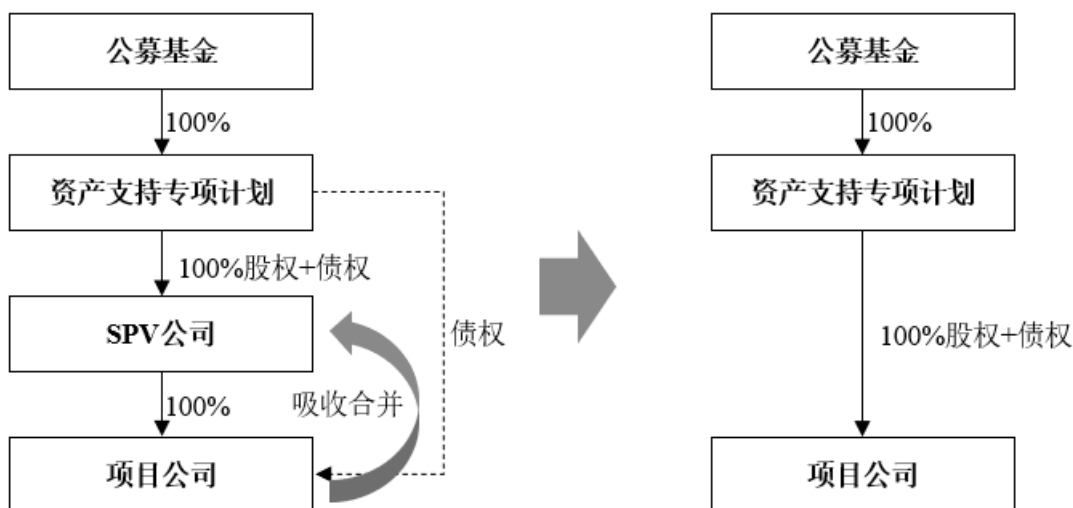 公募基金
100%
资产支持专项计划
100%股权+债权
SPV公司
债权
吸收合并
100%
项目公司
公募基金
100%
资产支持专项计划
100%股权+债权
项目公司